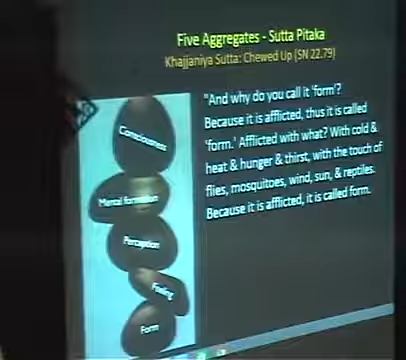 Five Aggregates - Sutta Pitaka
Khajjaniya Sutta: Chewed Up (SN 22.79)
"And why do you call it 'form'?
Because it is afflicted, thus it is called
'form.' Afflicted with what? With cold &
heat & hunger & thirst, with the touch of
flies, mosquitoes, wind, sun, & reptiles.
Because it is afflicted, it is called form.
Consciousness
Mental formation
Perception
Feeling
Form